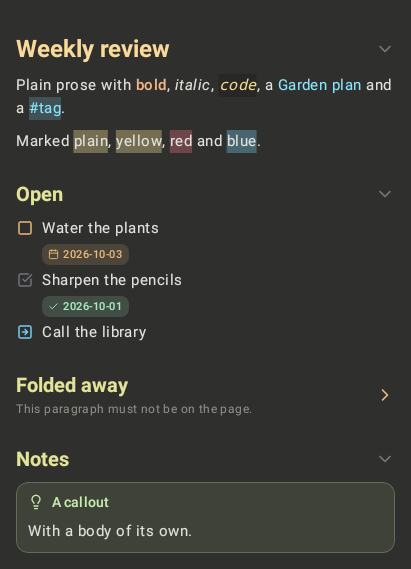 Weekly review
Plain prose with bold, italic, code, a Garden plan and
a #tag.
Marked plain, yellow, red and blue.
Open
Water the plants
2026-10-03
Sharpen the pencils
2026-10-01
Call the library
Folded away
This paragraph must not be on the page.
Notes
A callout
With a body of its own.